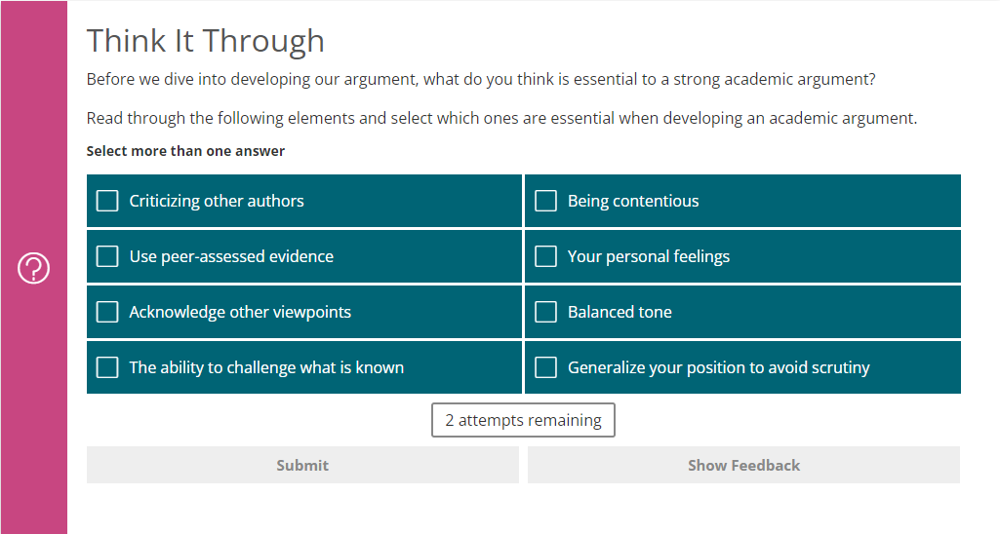 Think It Through
Before we dive into developing our argument, what do you think is essential to a strong academic argument?
Read through the following elements and select which ones are essential when developing an academic argument.
Select more than one answer
Criticizing other authors
Being contentious
Use peer-assessed evidence
Your personal feelings
Acknowledge other viewpoints
Balanced tone
The ability to challenge what is known
Generalize your position to avoid scrutiny
2 attempts remaining
Submit
Show Feedback